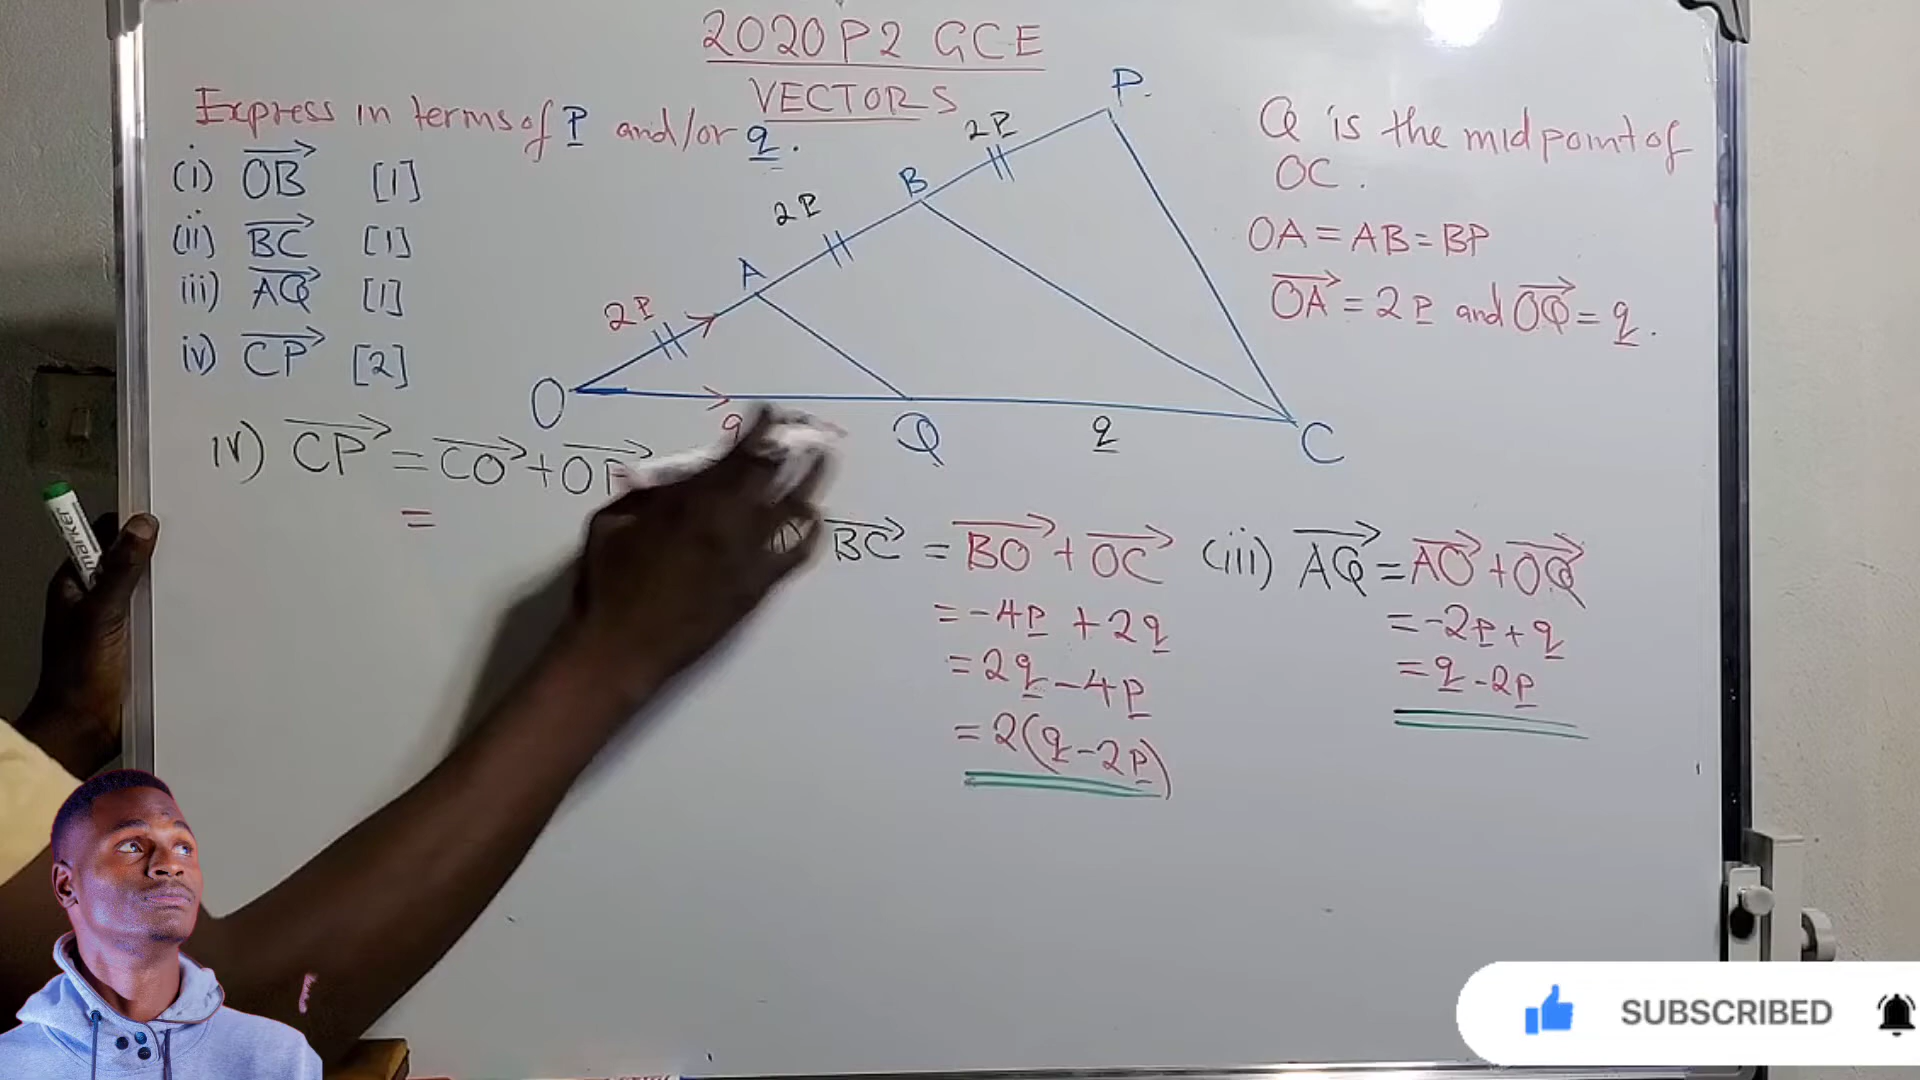 2020 P2 GCE
VECTORS
Express in terms of p and/or q.
(i) OB [1]
(ii) BC [1]
iii) AQ [1]
iv) CP [2]
Q is the midpoint of
OC.
OA = AB = BP
OA = 2p and OQ = q.
P
2p
B
2p
A
2p
O
q
Q
q
C
iv) CP = CO + OP
=
BC = BO + OC
= -4p + 2q
= 2q - 4p
= 2(q - 2p)
(iii) AQ = AO + OQ
= -2p + q
= q - 2p
marker
SUBSCRIBED